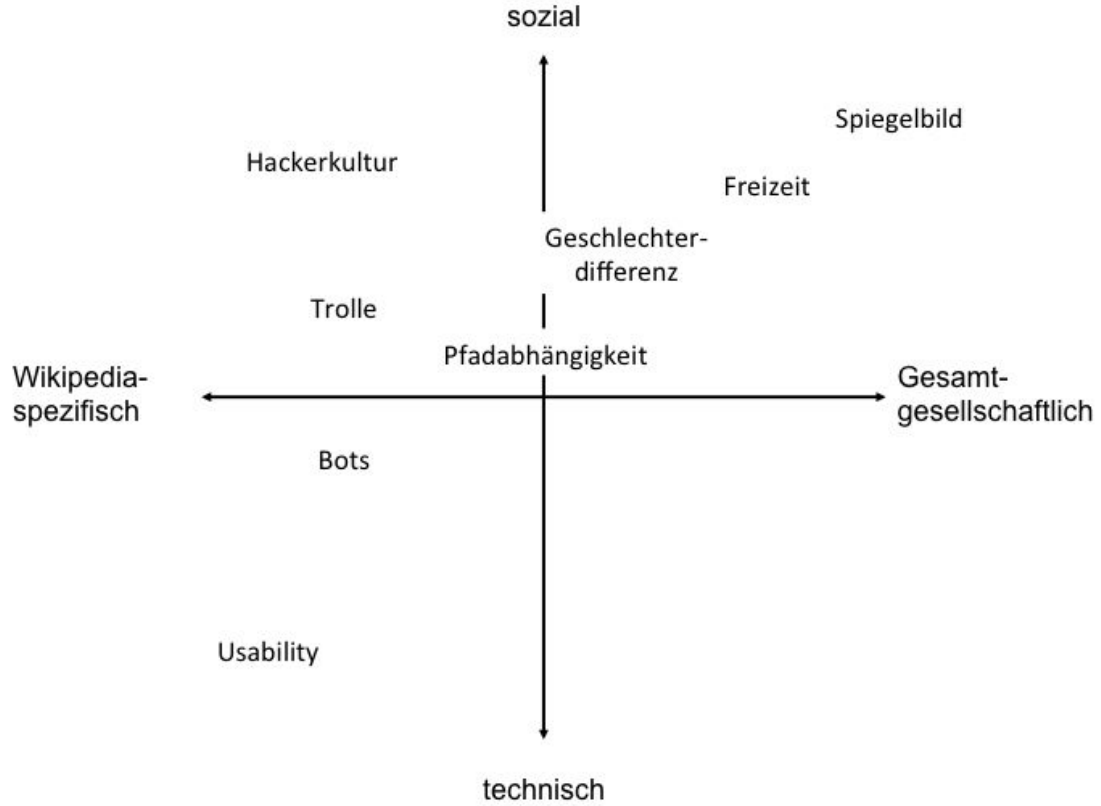 sozial
Spiegelbild
Hackerkultur
Freizeit
Geschlechter-
differenz
Trolle
Pfadabhängigkeit
Wikipedia-
spezifisch
Gesamt-
gesellschaftlich
Bots
Usability
technisch